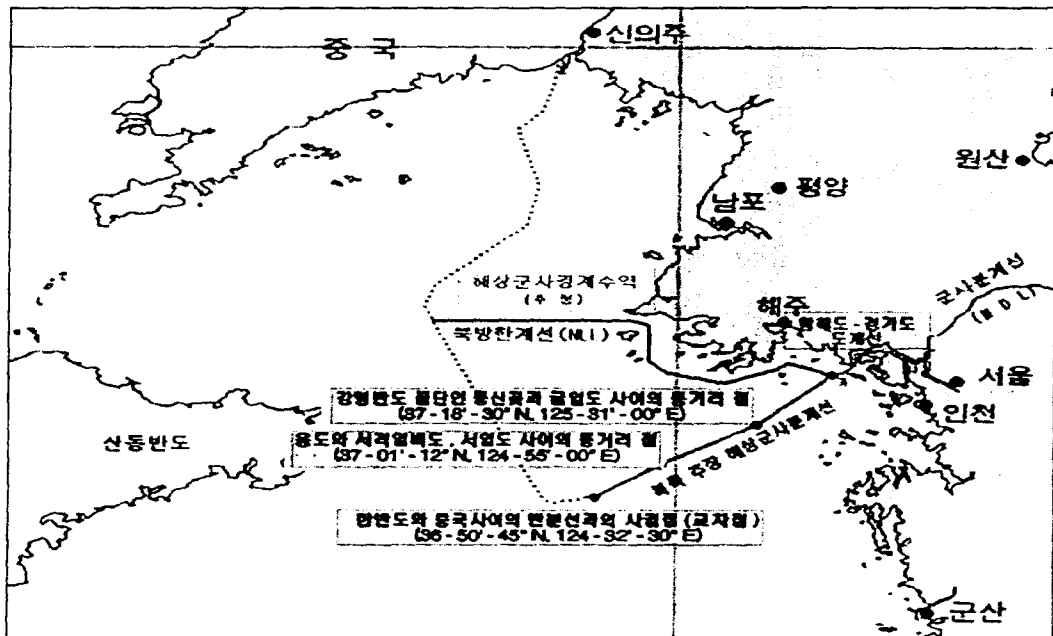 신의주
중국
원산
평양
남포
군사분계선
(MDL)
해상군사경계수역
해주
황해도-경기도
도계선
북방한계선(NLL)
서울
강령반도 끝단인 등산곶과 굴업도 사이의 등거리 점
(37-18'-30"N, 125-31'-00"E)
인천
산동반도
웅도와 서격렬비도, 서엽도 사이의 등거리 점
(37-01'-12"N, 124-55'-00"E)
북측 주장 해상군사분계선
한반도와 중국사이의 반분선과의 사귐점(교차점)
(36-50'-45"N, 124-32'-30"E)
군산